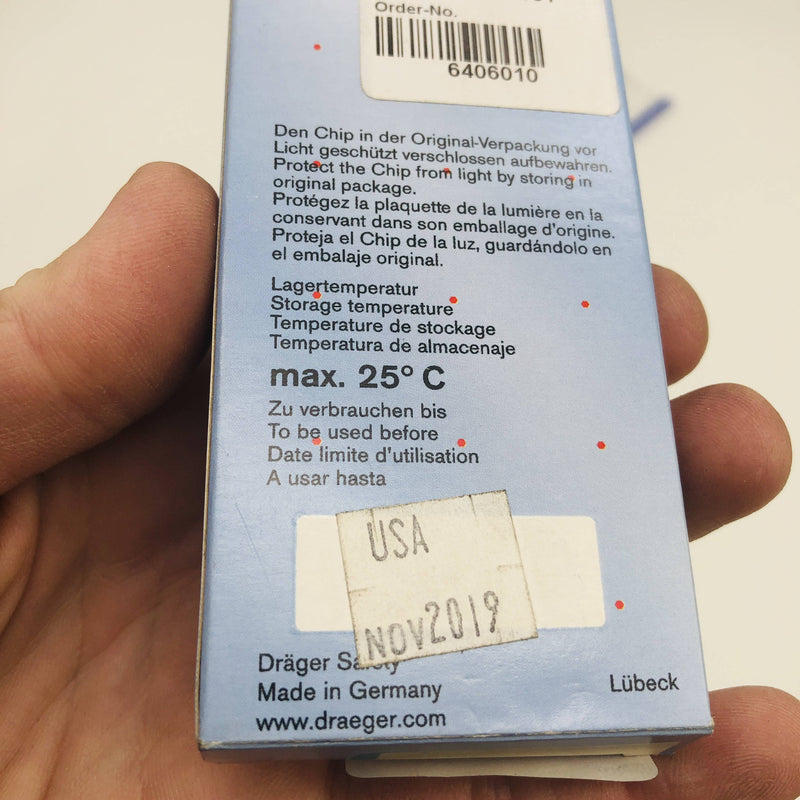 Order-No.
6406010
Den Chip in der Original-Verpackung vor
Licht geschützt verschlossen aufbewahren.
Protect the Chip from light by storing in
original package.
Protégez la plaquette de la lumière en la
conservant dans son emballage d'origine.
Proteja el Chip de la luz, guardándolo en
el embalaje original.
Lagertemperatur
Storage temperature
Temperature de stockage
Temperatura de almacenaje
max. 25° C
Zu verbrauchen bis
To be used before
Date limite d'utilisation
A usar hasta
USA
NOV2019
Dräger Safety
Made in Germany
Lübeck
www.draeger.com